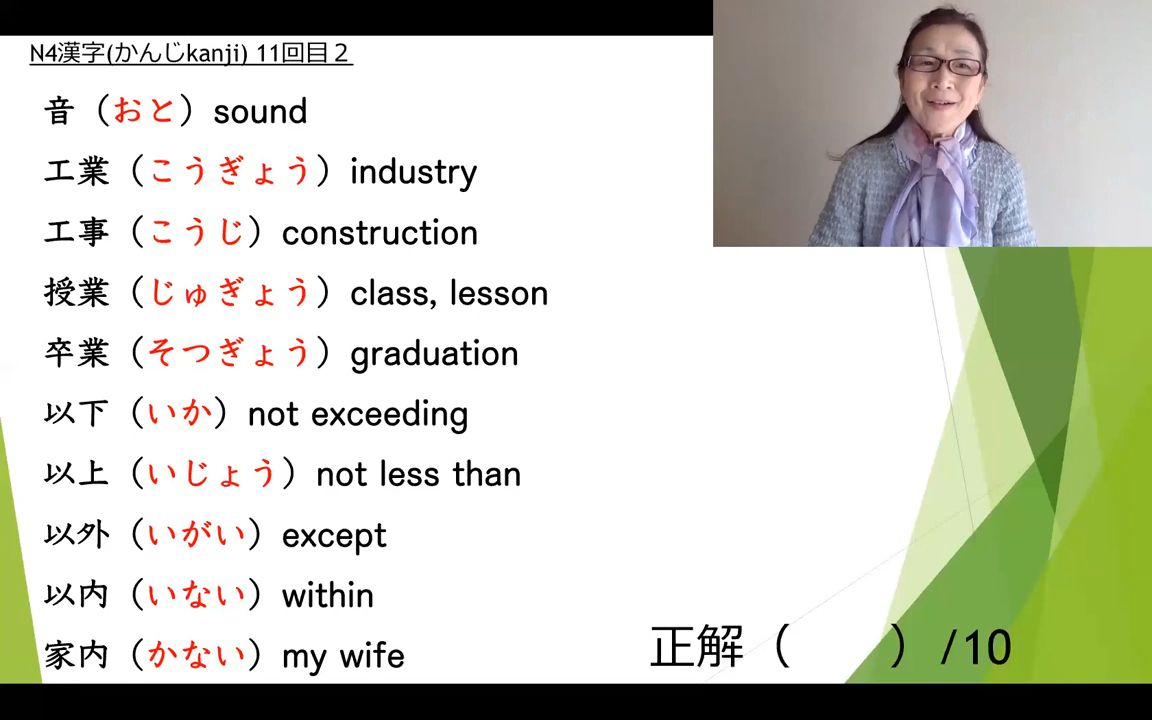 N4漢字(かんじkanji) 11回目２
音（おと）sound
工業（こうぎょう）industry
工事（こうじ）construction
授業（じゅぎょう）class, lesson
卒業（そつぎょう）graduation
以下（いか）not exceeding
以上（いじょう）not less than
以外（いがい）except
以内（いない）within
家内（かない）my wife
正解（　　）/10